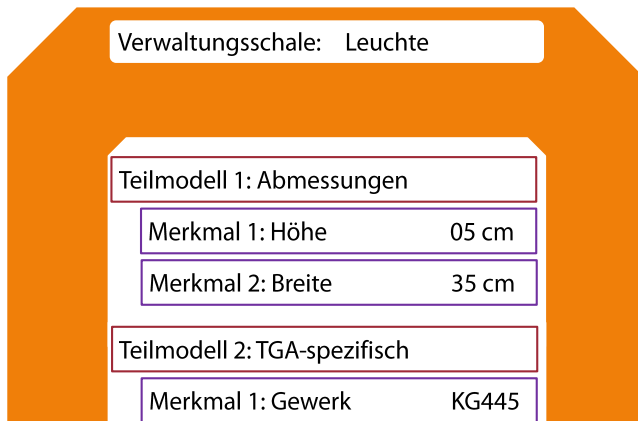 Verwaltungsschale: Leuchte
Teilmodell 1: Abmessungen
Merkmal 1: Höhe 05 cm
Merkmal 2: Breite 35 cm
Teilmodell 2: TGA-spezifisch
Merkmal 1: Gewerk KG445